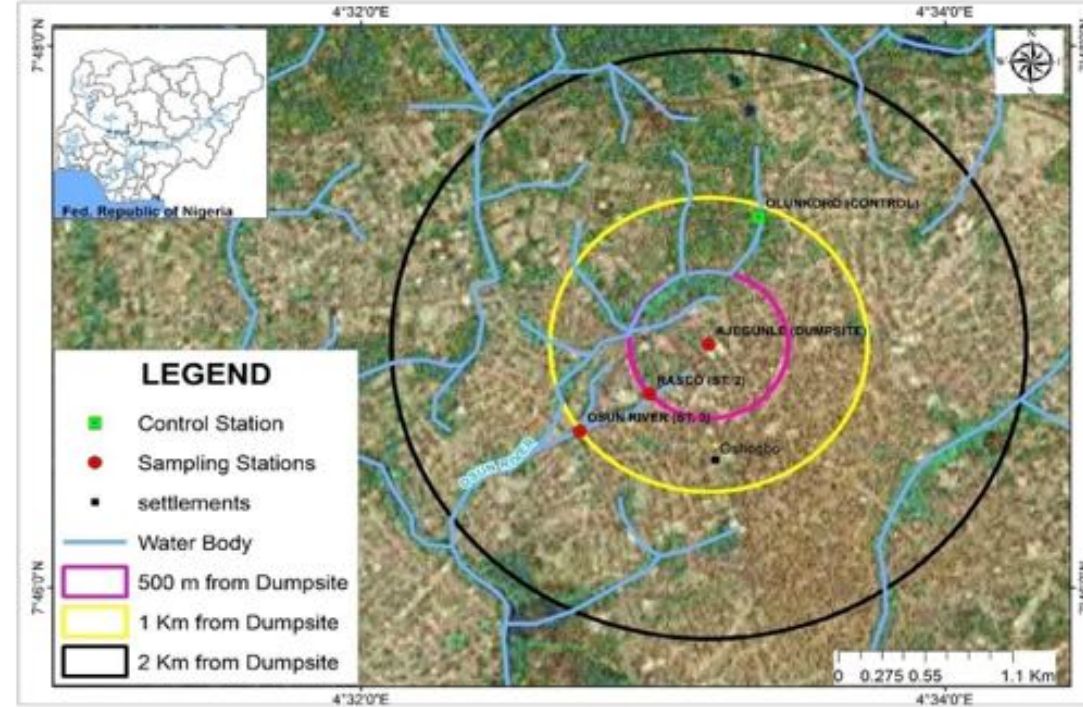 4°32'0"E
4°34'0"E
7°48'0"N
Fed. Republic of Nigeria
OLUNKORO (CONTROL)
AJEGUNLE (DUMPSITE)
RASCO (ST. 2)
OSUN RIVER (ST. 3)
Oshogbo
OSUN RIVER
LEGEND
Control Station
Sampling Stations
settlements
Water Body
500 m from Dumpsite
1 Km from Dumpsite
2 Km from Dumpsite
7°46'0"N
0 0.275 0.55 1.1 Km
4°32'0"E
4°34'0"E